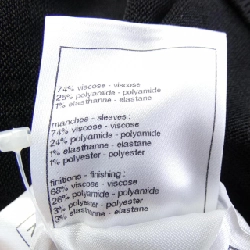 74% viscose - viscose
25% polyamide - polyamide
1% elasthanne - elastane
manches - sleeves :
74% viscose - viscose
24% polyamide - polyamide
1% elasthanne - elastane
1% polyester - polyester
finitions - finishing :
68% viscose - viscose
26% polyamide - polyamide
3% polyester - polyester
3% elasthanne - elastane